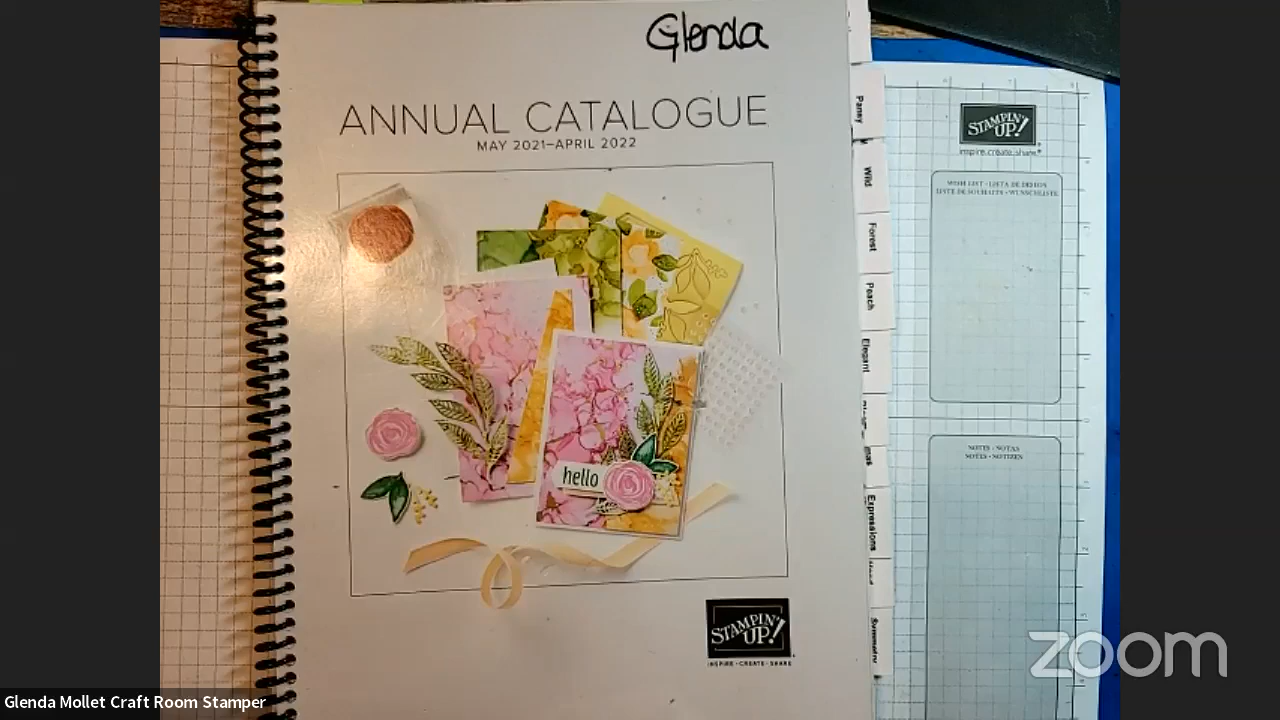 Glenda
ANNUAL CATALOGUE
MAY 2021–APRIL 2022
hello
STAMPIN' UP!
INSPIRE • CREATE • SHARE
Pansy
Wild
Forest
Peach
Elegant
Expressions
Symmetry
STAMPIN' UP!
inspire.create.share®
WISH LIST • LISTA DE DESEOS
LISTE DE SOUHAITS • WUNSCHLISTE
NOTES • NOTAS
NOTES • NOTIZEN
zoom
Glenda Mollet Craft Room Stamper